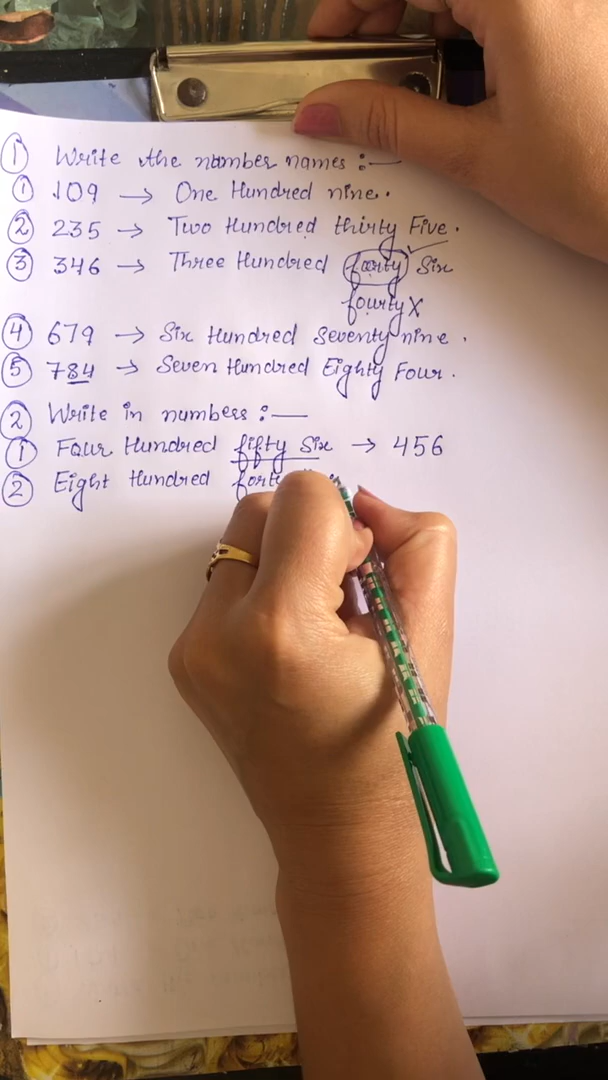 ① Write the number names :—
① 109 → One Hundred nine.
② 235 → Two Hundred thirty Five.
③ 346 → Three Hundred forty ✓ Six
fourty X
④ 679 → Six Hundred Seventy nine.
⑤ 784 → Seven Hundred Eighty Four.
② Write in numbers :—
① Four Hundred fifty Six → 456
② Eight Hundred